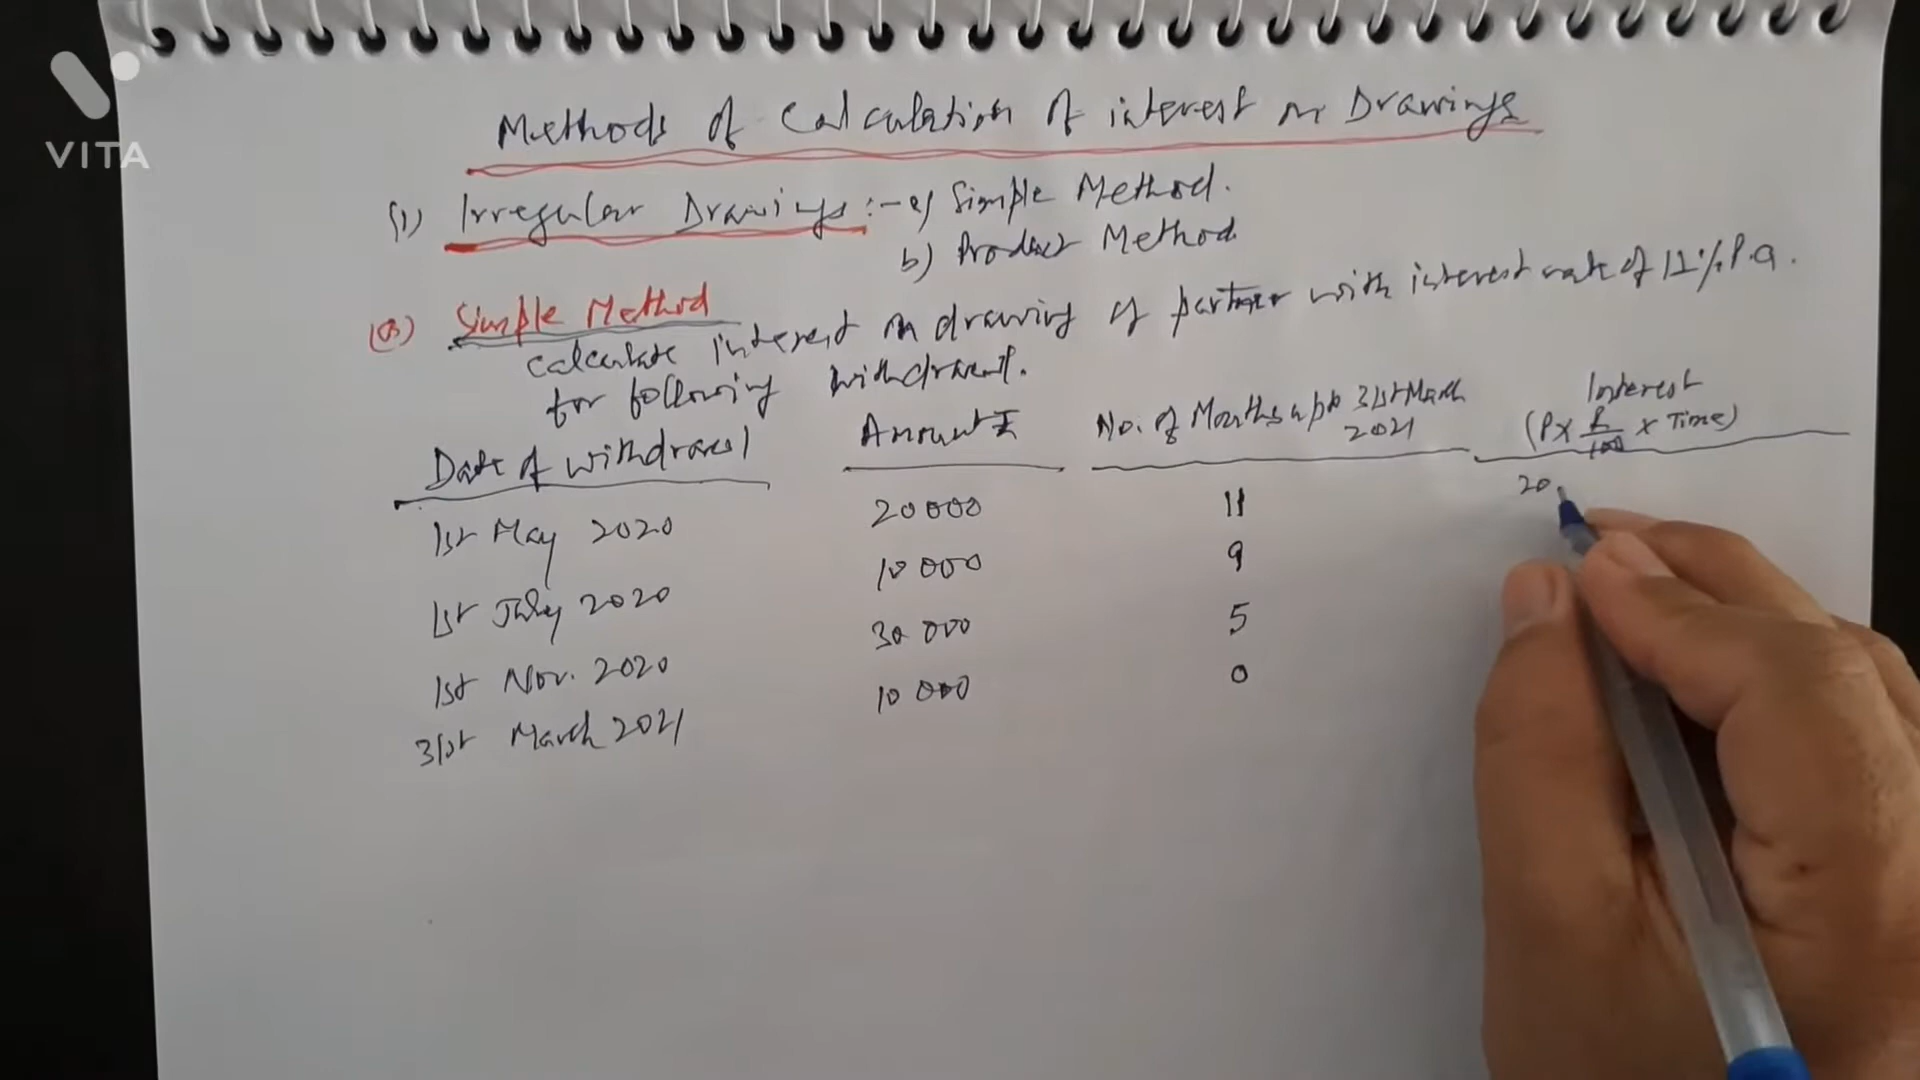 VITA
Methods of Calculation of interest on Drawings
(1) Irregular Drawings :- a) Simple Method.
b) Product Method
(a) Simple Method
Calculate interest on drawing of partner with interest rate of 12% P.a.
for following withdrawal.
Date of withdrawal Amount ₹ No. of Months upto 31st March 2021 Interest (P x R/100 x Time)
1st May 2020 20000 11 20
1st July 2020 10000 9
1st Nov. 2020 30000 5
31st March 2021 10000 0